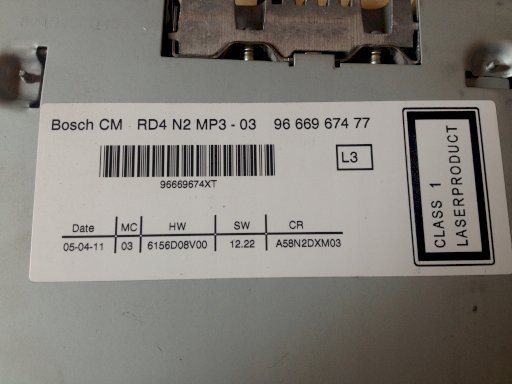 Bosch CM RD4 N2 MP3 - 03 96 669 674 77
L3
96669674XT
Date MC HW SW CR
05-04-11 03 6156D08V00 12.22 A58N2DXM03
CLASS 1
LASERPRODUCT